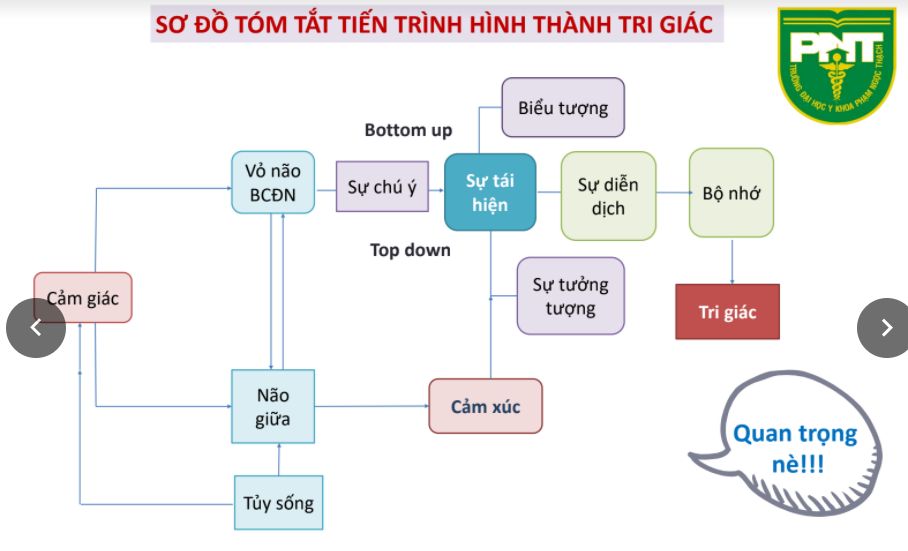 SƠ ĐỒ TÓM TẮT TIẾN TRÌNH HÌNH THÀNH TRI GIÁC
PNT
TRƯỜNG ĐẠI HỌC Y KHOA PHẠM NGỌC THẠCH
Biểu tượng
Bottom up
Vỏ não
BCĐN
Sự chú ý
Sự tái
hiện
Sự diễn
dịch
Bộ nhớ
Top down
Cảm giác
Sự tưởng
tượng
Tri giác
Não
giữa
Cảm xúc
Quan trọng
nè!!!
Tủy sống